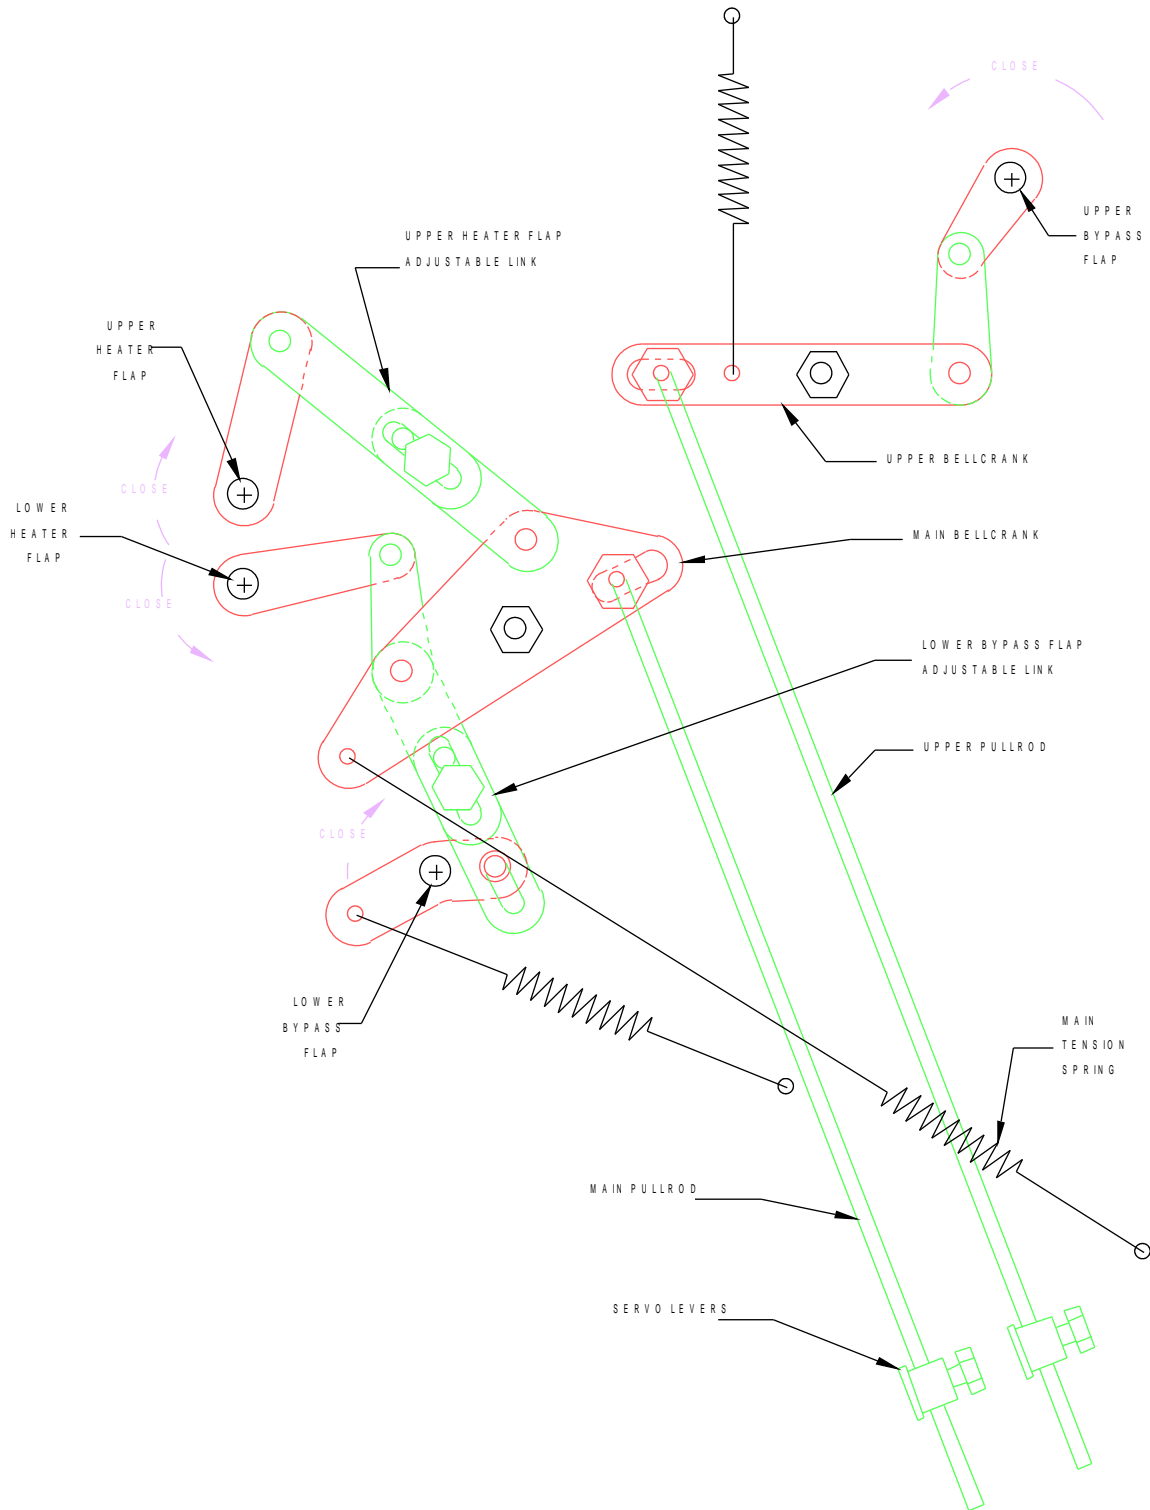 CLOSE
UPPER
BYPASS
FLAP
UPPER HEATER FLAP
ADJUSTABLE LINK
UPPER
HEATER
FLAP
UPPER BELLCRANK
CLOSE
LOWER
HEATER
FLAP
MAIN BELLCRANK
CLOSE
LOWER BYPASS FLAP
ADJUSTABLE LINK
UPPER PULLROD
CLOSE
LOWER
BYPASS
FLAP
MAIN
TENSION
SPRING
MAIN PULLROD
SERVO LEVERS